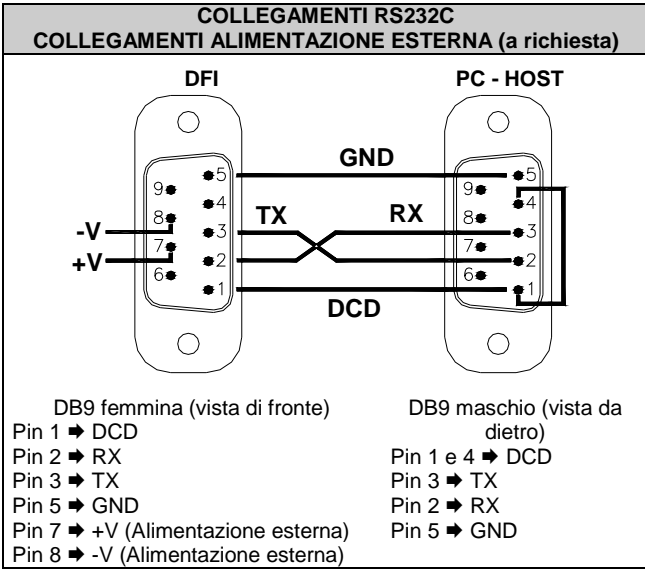 COLLEGAMENTI RS232C
COLLEGAMENTI ALIMENTAZIONE ESTERNA (a richiesta)
DFI
PC - HOST
GND
TX
RX
DCD
-V
+V
9
8
7
6
5
4
3
2
1
9
8
7
6
5
4
3
2
1
DB9 femmina (vista di fronte)
Pin 1 ➡ DCD
Pin 2 ➡ RX
Pin 3 ➡ TX
Pin 5 ➡ GND
Pin 7 ➡ +V (Alimentazione esterna)
Pin 8 ➡ -V (Alimentazione esterna)
DB9 maschio (vista da
dietro)
Pin 1 e 4 ➡ DCD
Pin 3 ➡ TX
Pin 2 ➡ RX
Pin 5 ➡ GND